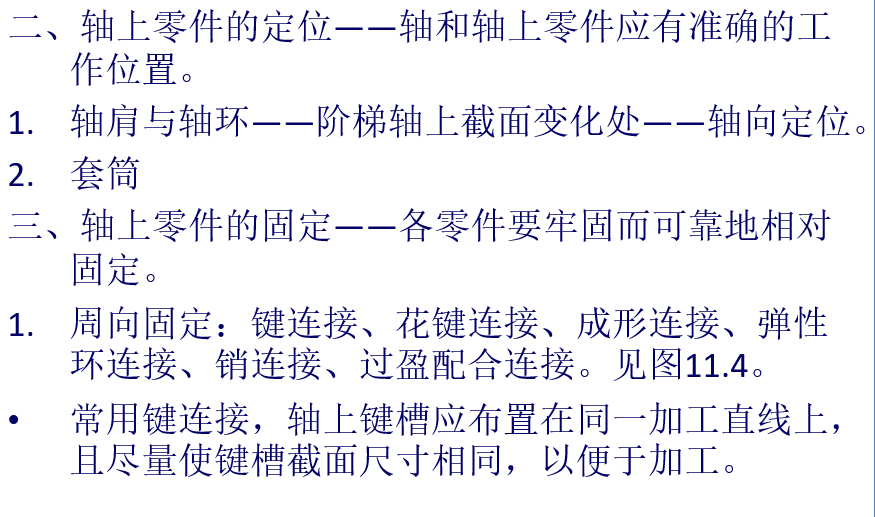 二、轴上零件的定位——轴和轴上零件应有准确的工
作位置。
1. 轴肩与轴环——阶梯轴上截面变化处——轴向定位。
2. 套筒
三、轴上零件的固定——各零件要牢固而可靠地相对
固定。
1. 周向固定：键连接、花键连接、成形连接、弹性
环连接、销连接、过盈配合连接。见图11.4。
• 常用键连接，轴上键槽应布置在同一加工直线上，
且尽量使键槽截面尺寸相同，以便于加工。